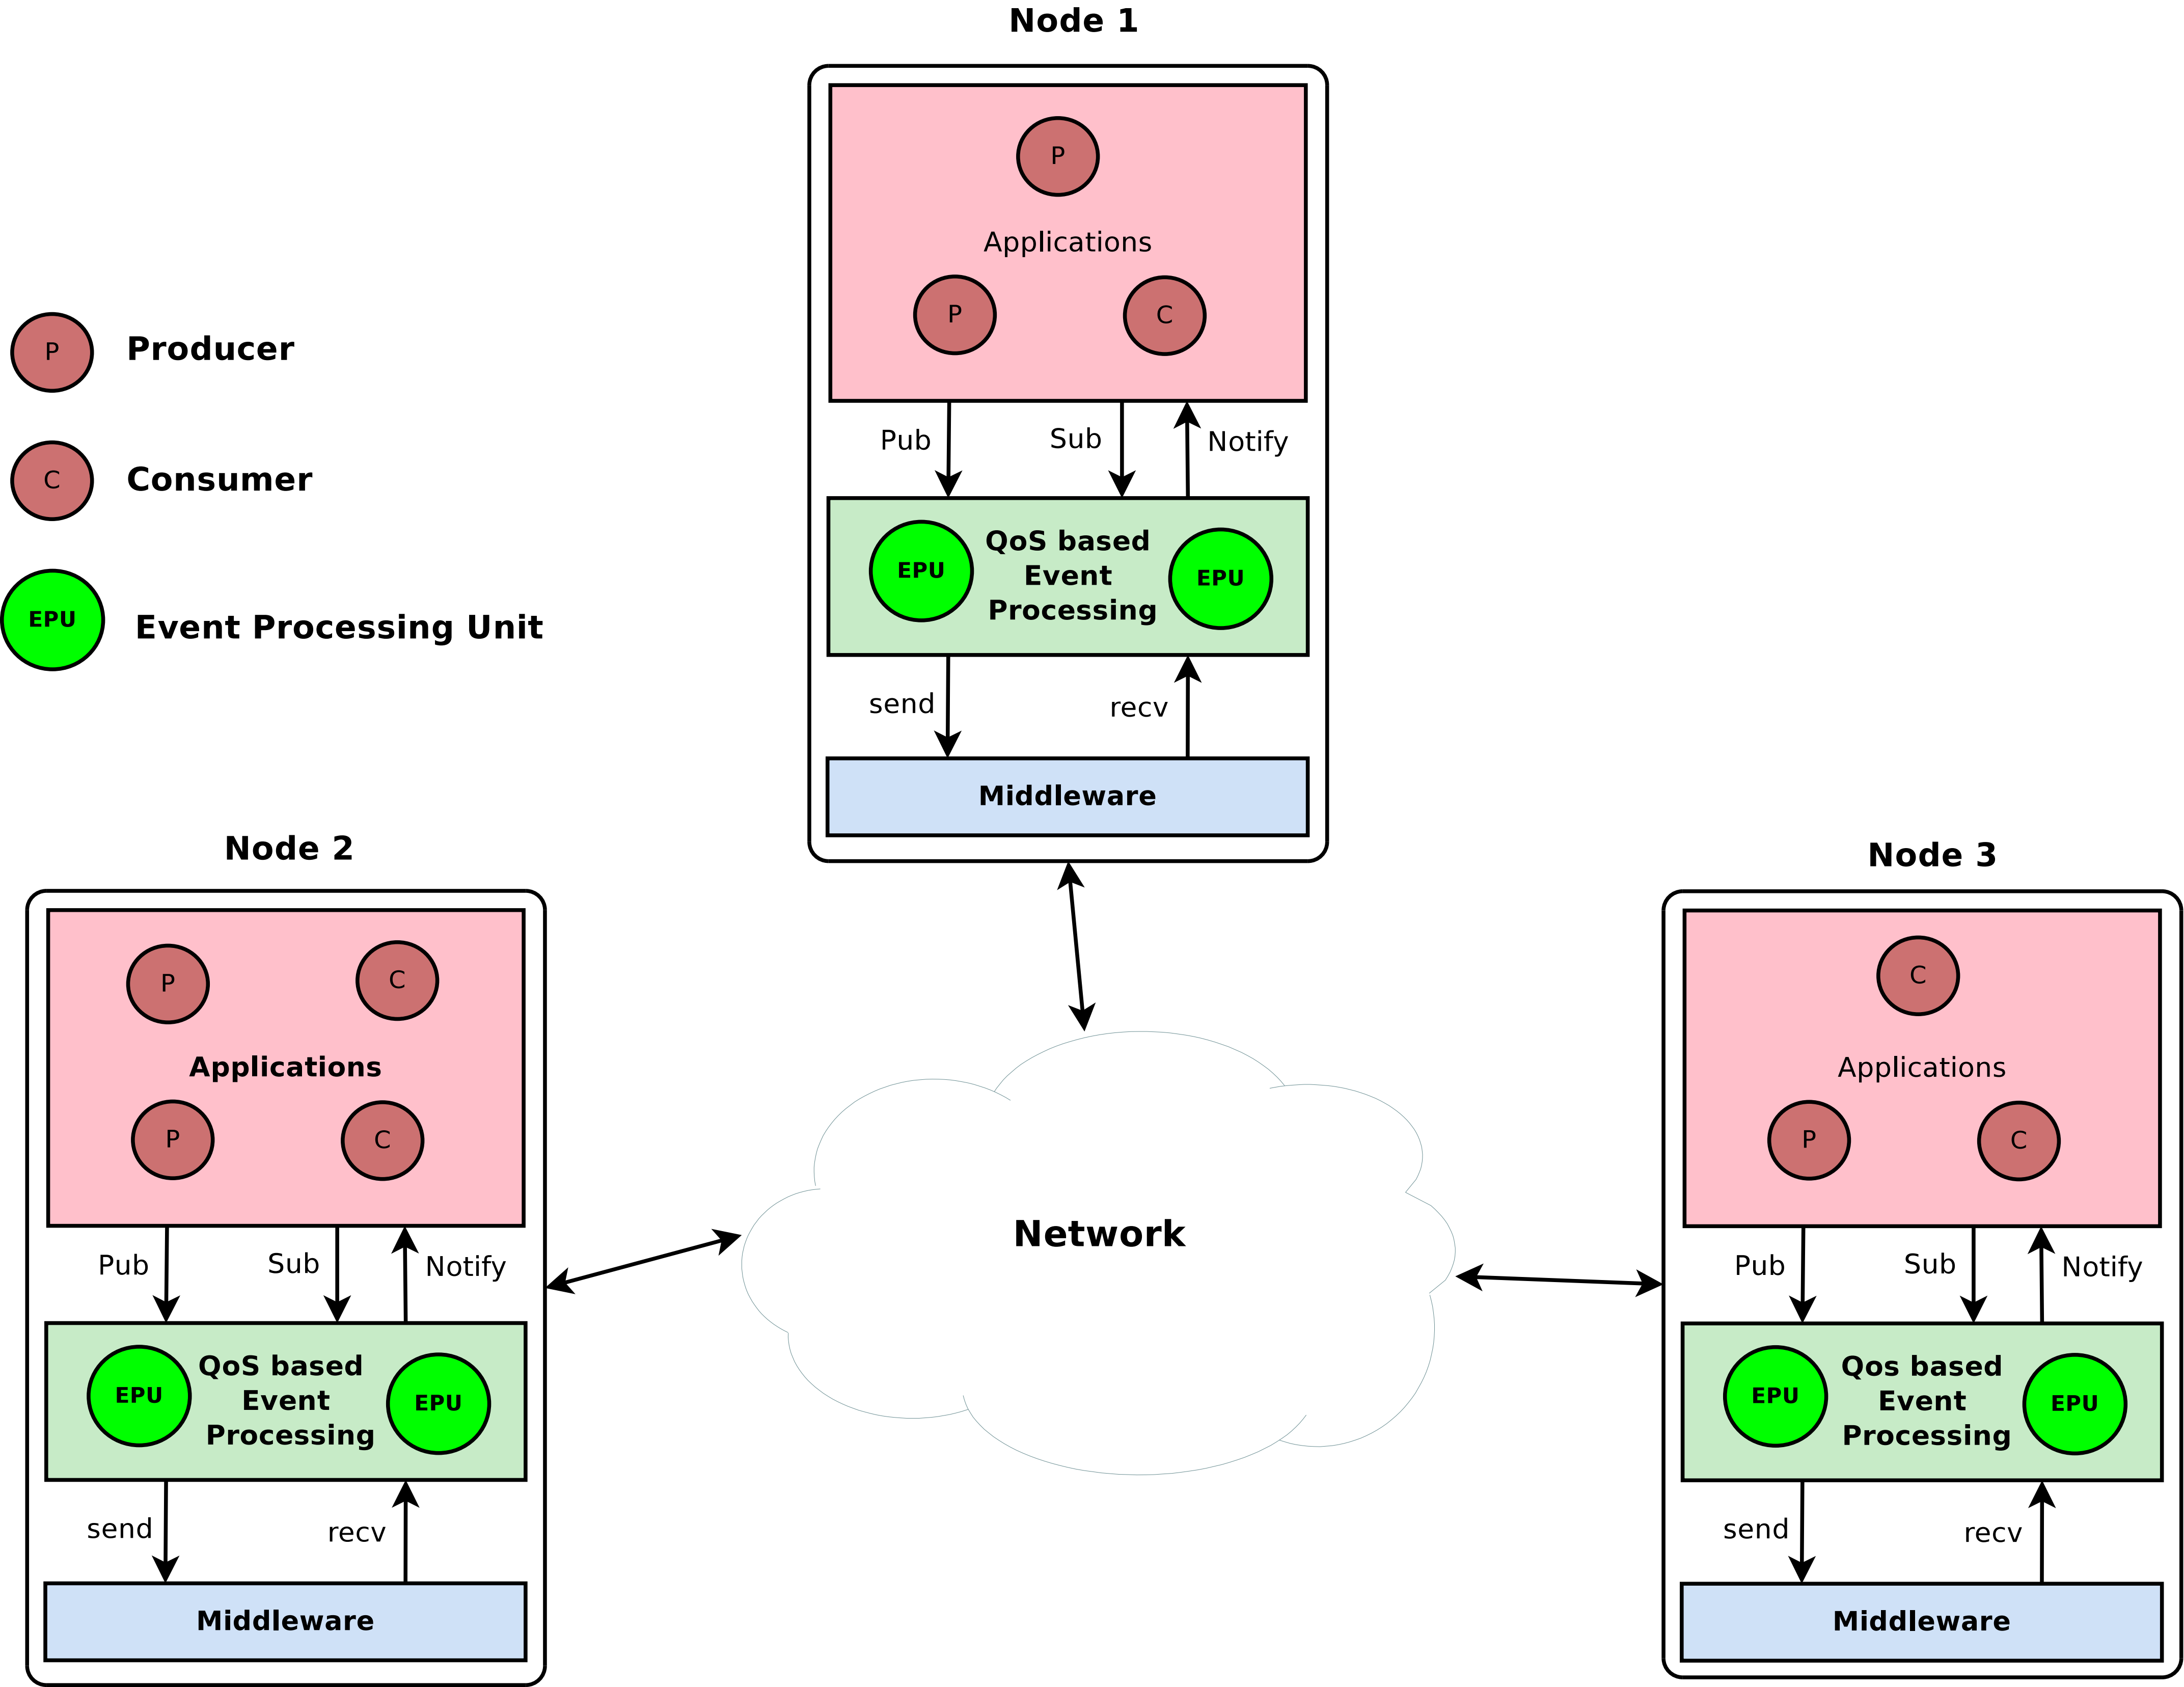 Node 1
P
Applications
P
C
Pub
Sub
Notify
EPU
QoS based
Event
Processing
EPU
send
recv
Middleware
P
Producer
C
Consumer
EPU
Event Processing Unit
Node 2
P
C
Applications
P
C
Pub
Sub
Notify
EPU
QoS based
Event
Processing
EPU
send
recv
Middleware
Network
Node 3
C
Applications
P
C
Pub
Sub
Notify
EPU
Qos based
Event
Processing
EPU
send
recv
Middleware